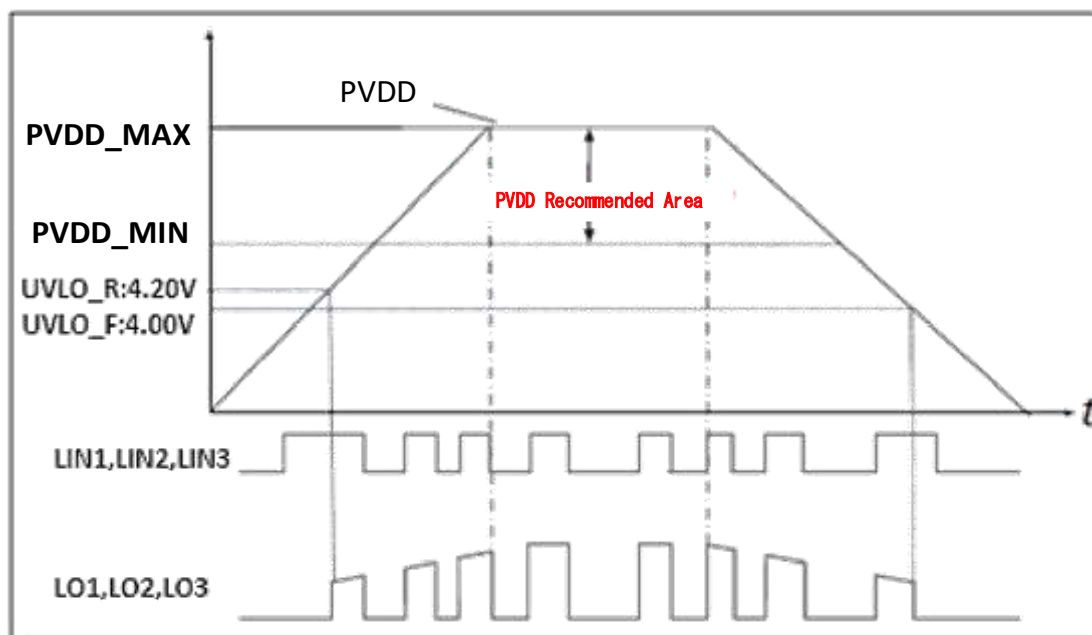 PVDD
PVDD_MAX
PVDD Recommended Area
PVDD_MIN
UVLO_R:4.20V
UVLO_F:4.00V
t
LIN1,LIN2,LIN3
LO1,LO2,LO3